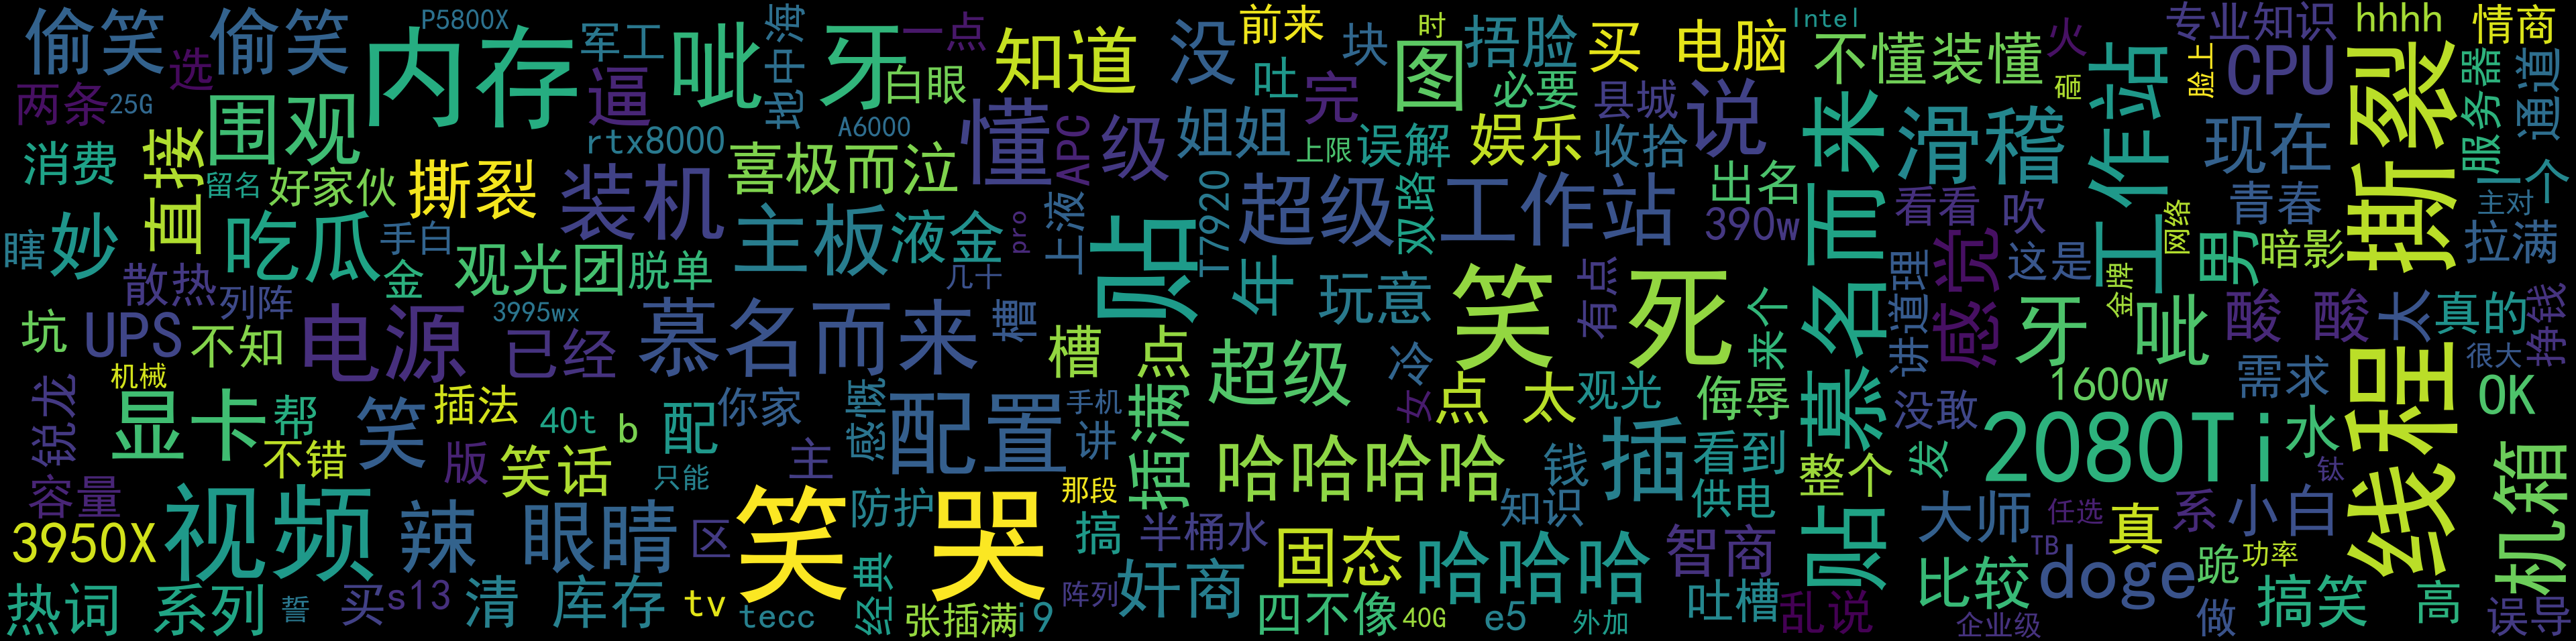 偷笑
偷笑
P5800X
内存
军工
呲牙
地中海
一点
知道
没
前来
块
时
图
捂脸
买
电脑
Intel
不懂装懂
火
专业知识
hhhh
情商
选
两条
25G
围观
逼
白眼
吐
完
必要
县城
说
来
工作站
砸
脸上
CPU
撕裂
服务器
通道
消费
直接
留名
好家伙
撕裂
装机
rtx8000
A6000
喜极而泣
懂
APC
级
姐姐
上限
误解
娱乐
收拾
慕名而来
滑稽
现在
一个
瞎
妙
吃瓜
手白
金
观光团
脱单
主板
液金
几十
pro
上液
贴
T7920
双路
超级
工作站
出名
390w
看看
吹
感觉
青春
网络
主对
拉满
散热
列阵
年
玩意
有点
讲道理
这是
金牌
男
暗影
坑
UPS
不知
电源
3995wx
已经
慕名而来
槽
槽点
笑死
来个
牙
呲
酸
酸
太
真的
挣钱
机械
锐龙
显卡
帮
笑
插法
40t
b
配
你家
感慨
配置
手机
讲
插满
超级
冷
女
点
太
观光
侮辱
没敢
1600w
需求
很大
OK
容量
不错
版
笑话
只能
主
哈哈哈哈
钱
插
看到
整个
发
2080Ti
水
线程
钛
机箱
3950X
视频
辣
眼睛
区
笑哭
防护
那段
搞
半桶水
固态
知识
哈哈哈
供电
智商
贴
大师
任选
系
小白
TB
真
跪
功率
热词
系列
誓
买
s13
清
库存
tv
tecc
经典
张插满
i9
阵列
奸商
四不像
40G
e5
外加
吐槽
乱说
比较
企业级
doge
做
搞笑
高
误导